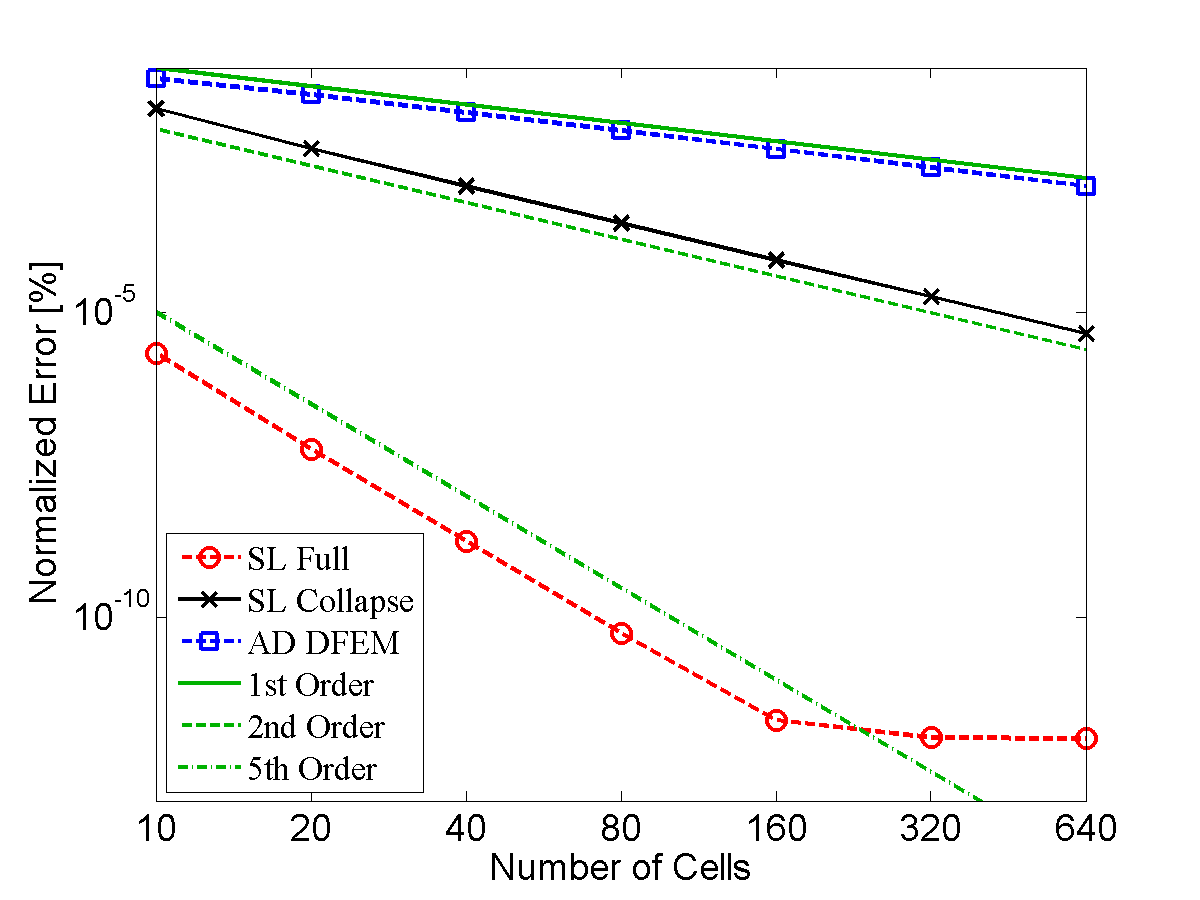 Normalized Error [%]
10^-5
10^-10
SL Full
SL Collapse
AD DFEM
1st Order
2nd Order
5th Order
10 20 40 80 160 320 640
Number of Cells